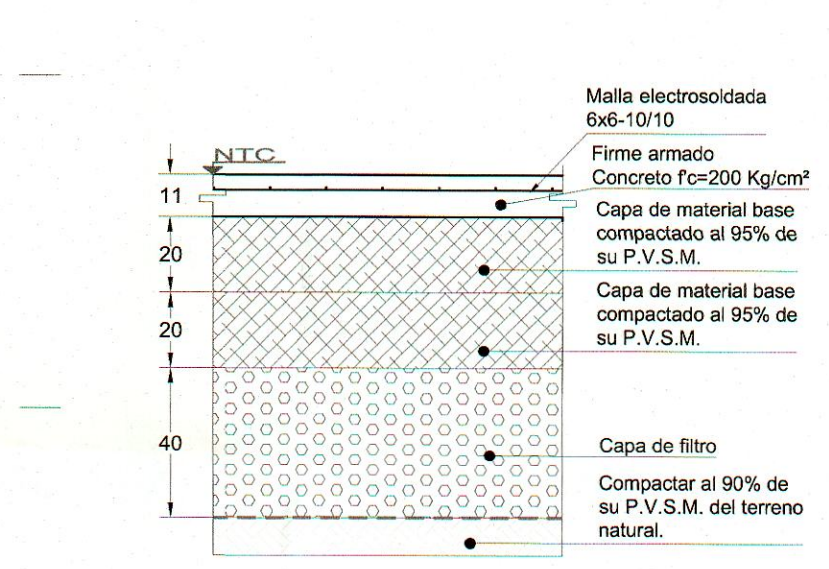 Malla electrosoldada
6x6-10/10
NTC
Firme armado
Concreto f'c=200 Kg/cm²
11
Capa de material base
compactado al 95% de
su P.V.S.M.
20
Capa de material base
compactado al 95% de
su P.V.S.M.
20
40
Capa de filtro
Compactar al 90% de
su P.V.S.M. del terreno
natural.